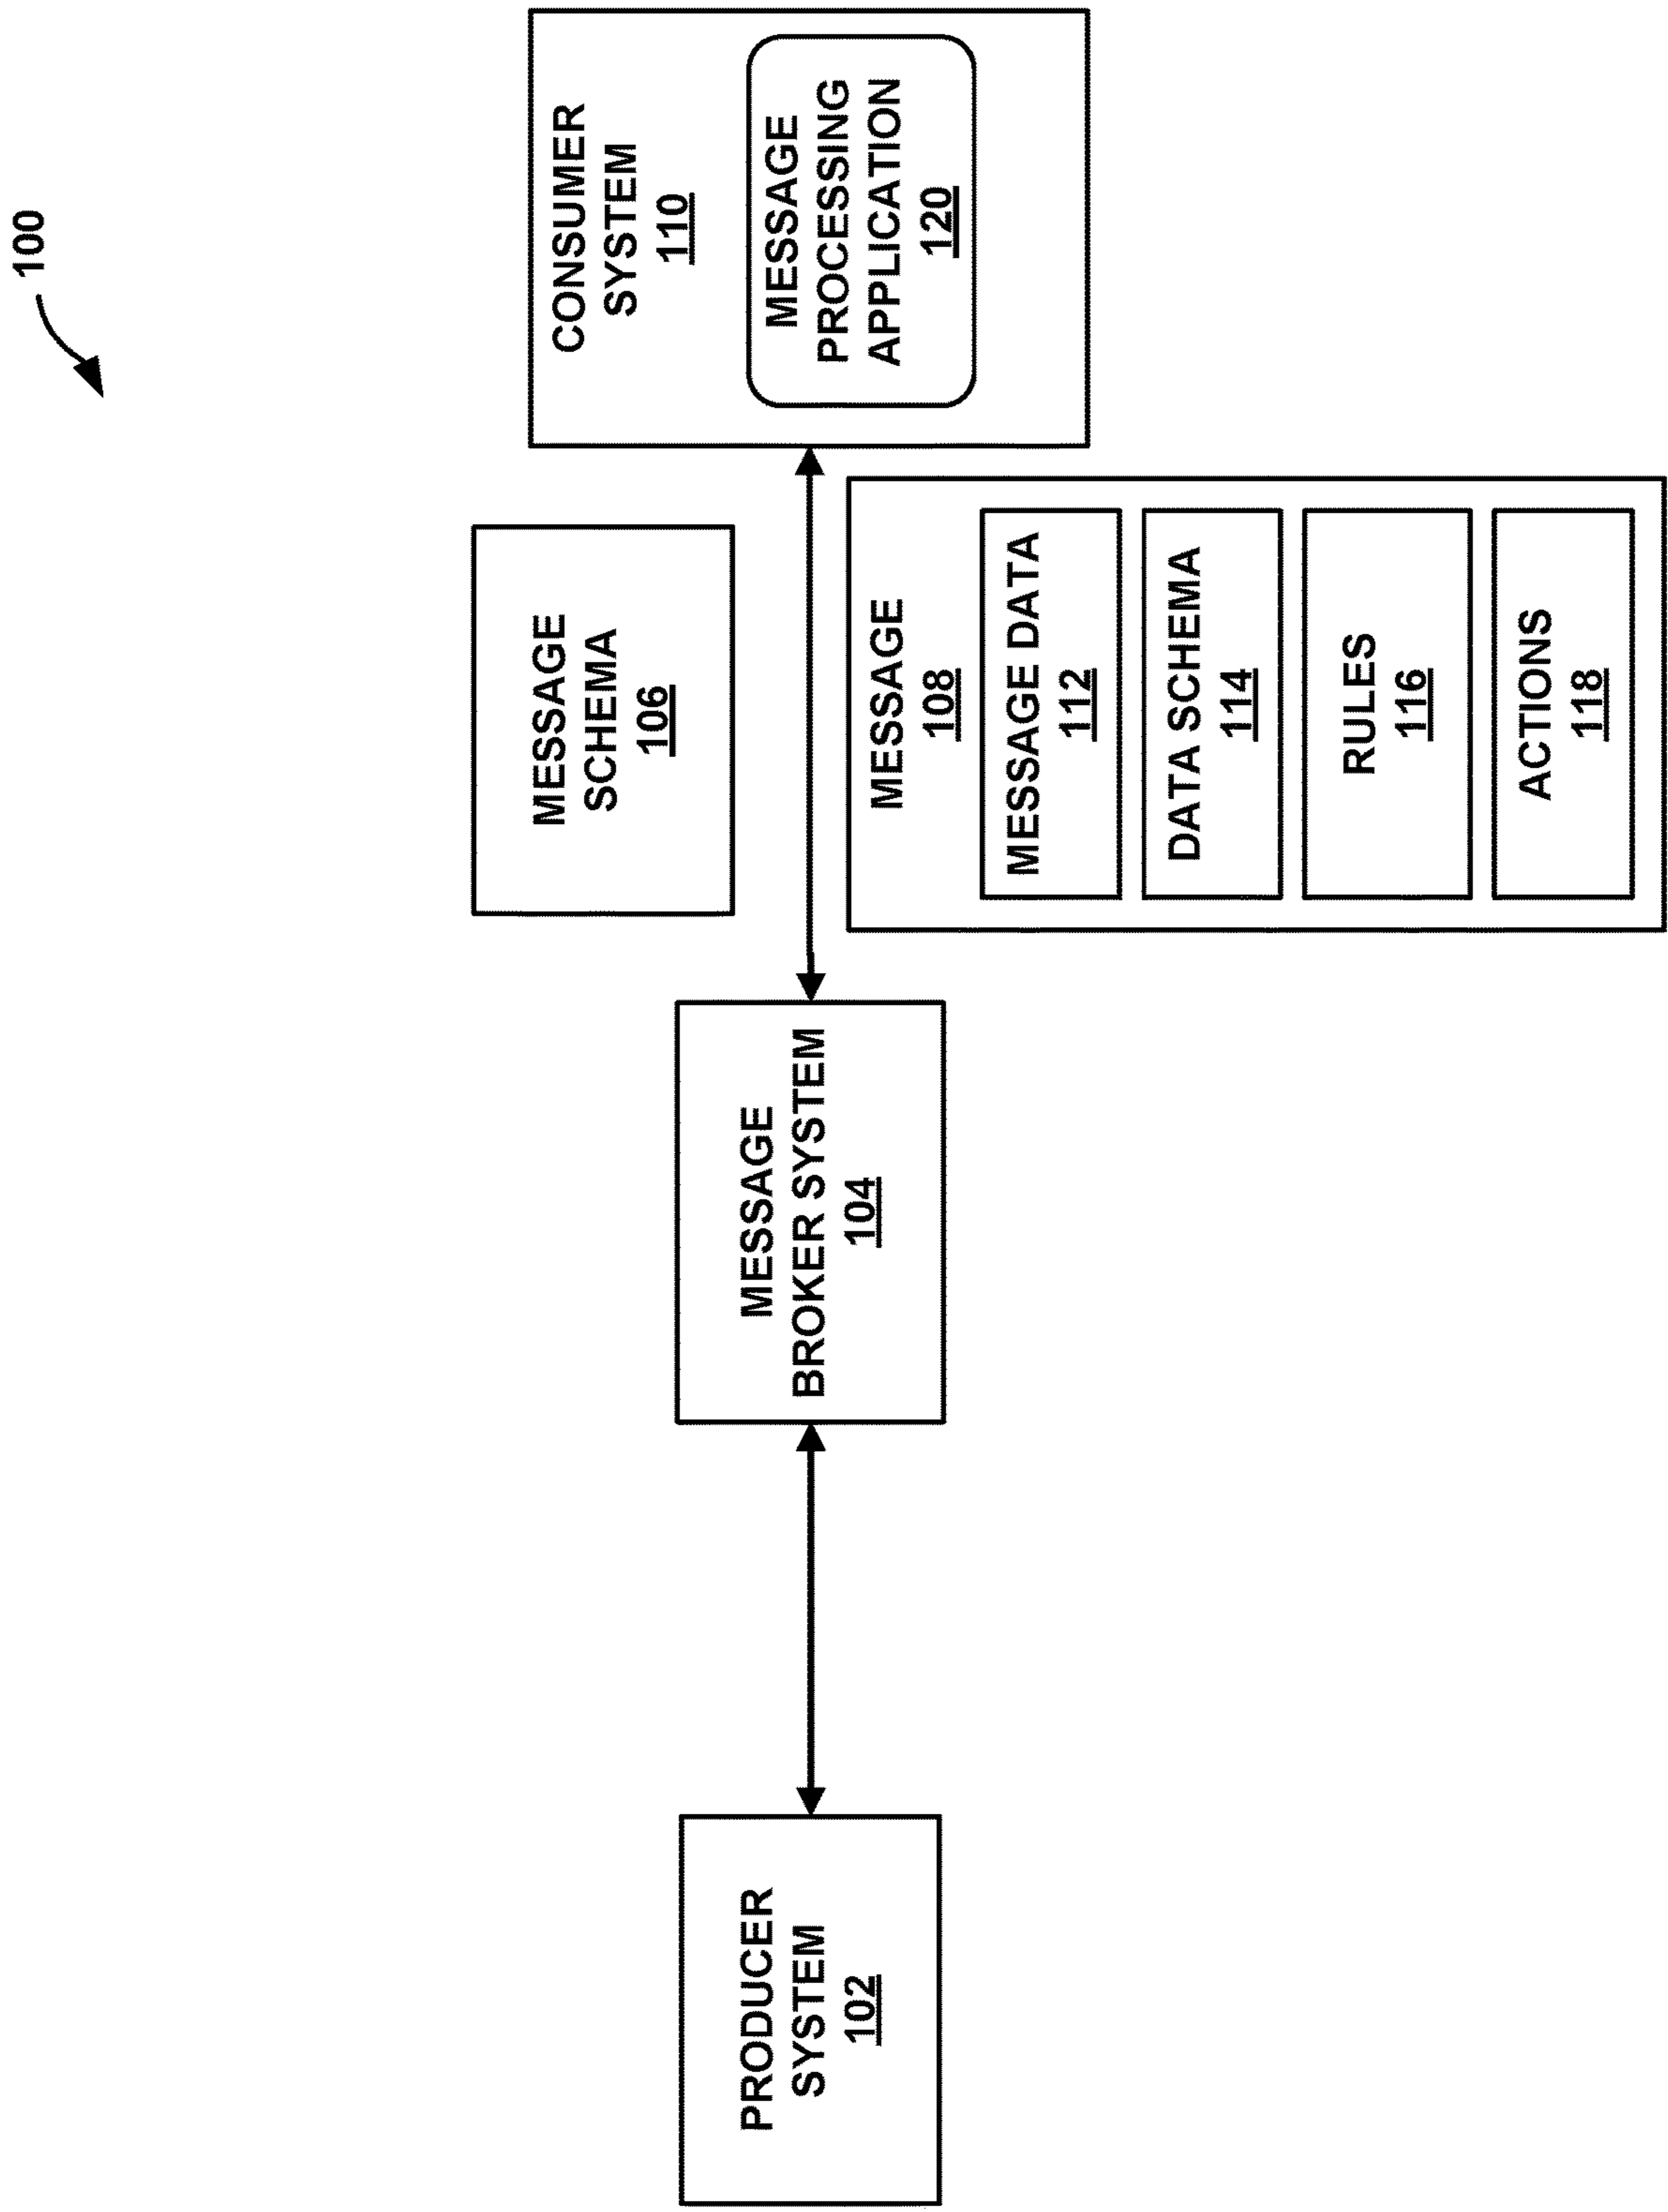 100
PRODUCER
SYSTEM
102
MESSAGE
BROKER SYSTEM
104
MESSAGE
SCHEMA
106
MESSAGE
108
MESSAGE DATA
112
DATA SCHEMA
114
RULES
116
ACTIONS
118
CONSUMER
SYSTEM
110
MESSAGE
PROCESSING
APPLICATION
120